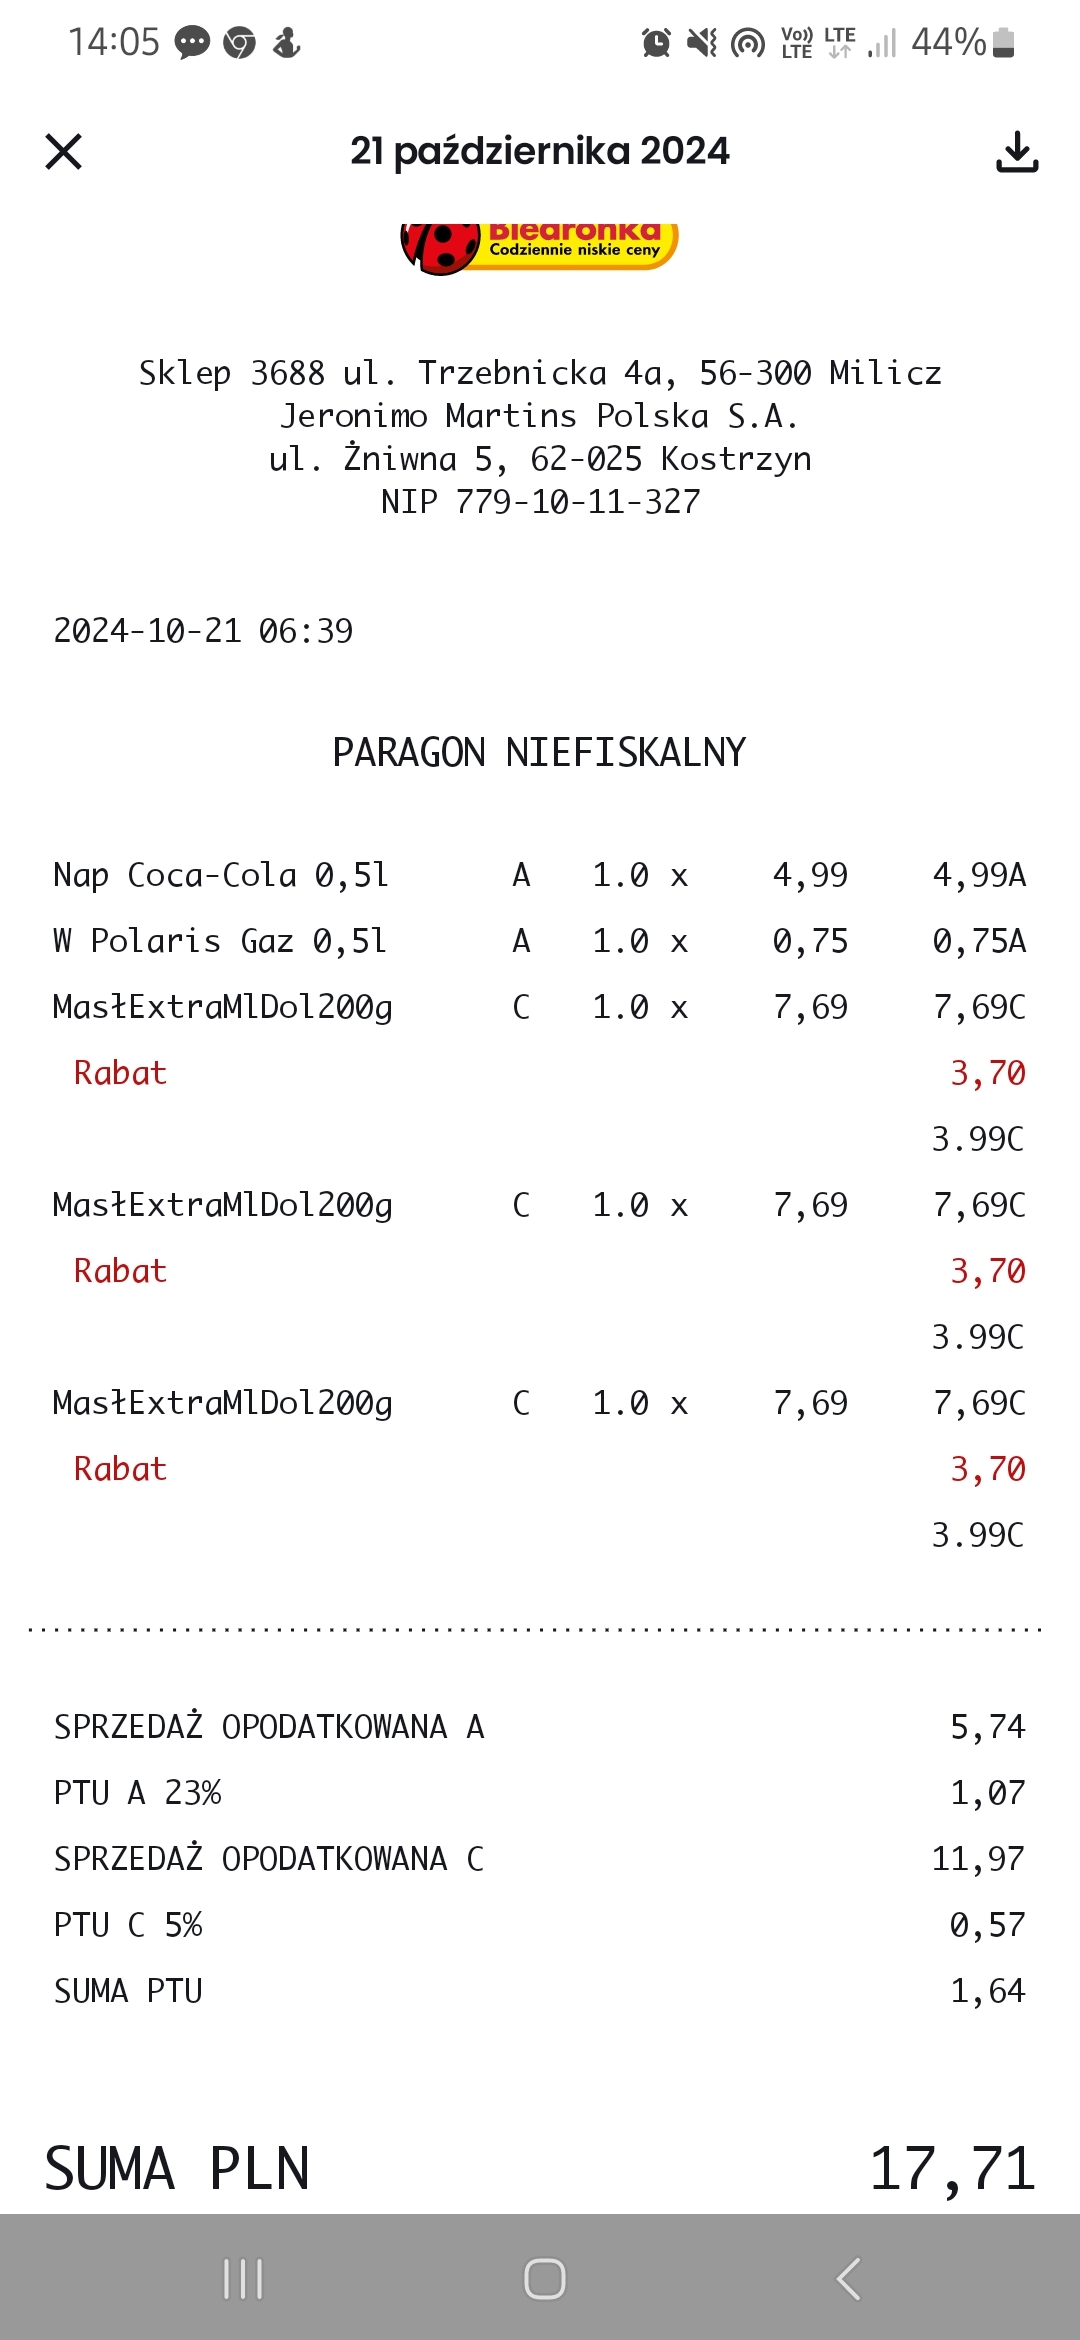 14:05 Vo)) LTE LTE 44%
21 października 2024
Biedronka
Codziennie niskie ceny
Sklep 3688 ul. Trzebnicka 4a, 56-300 Milicz
Jeronimo Martins Polska S.A.
ul. Żniwna 5, 62-025 Kostrzyn
NIP 779-10-11-327
2024-10-21 06:39
PARAGON NIEFISKALNY
Nap Coca-Cola 0,5l A 1.0 x 4,99 4,99A
W Polaris Gaz 0,5l A 1.0 x 0,75 0,75A
MasłExtraMlDol200g C 1.0 x 7,69 7,69C
Rabat 3,70
3.99C
MasłExtraMlDol200g C 1.0 x 7,69 7,69C
Rabat 3,70
3.99C
MasłExtraMlDol200g C 1.0 x 7,69 7,69C
Rabat 3,70
3.99C
SPRZEDAŻ OPODATKOWANA A 5,74
PTU A 23% 1,07
SPRZEDAŻ OPODATKOWANA C 11,97
PTU C 5% 0,57
SUMA PTU 1,64
SUMA PLN 17,71